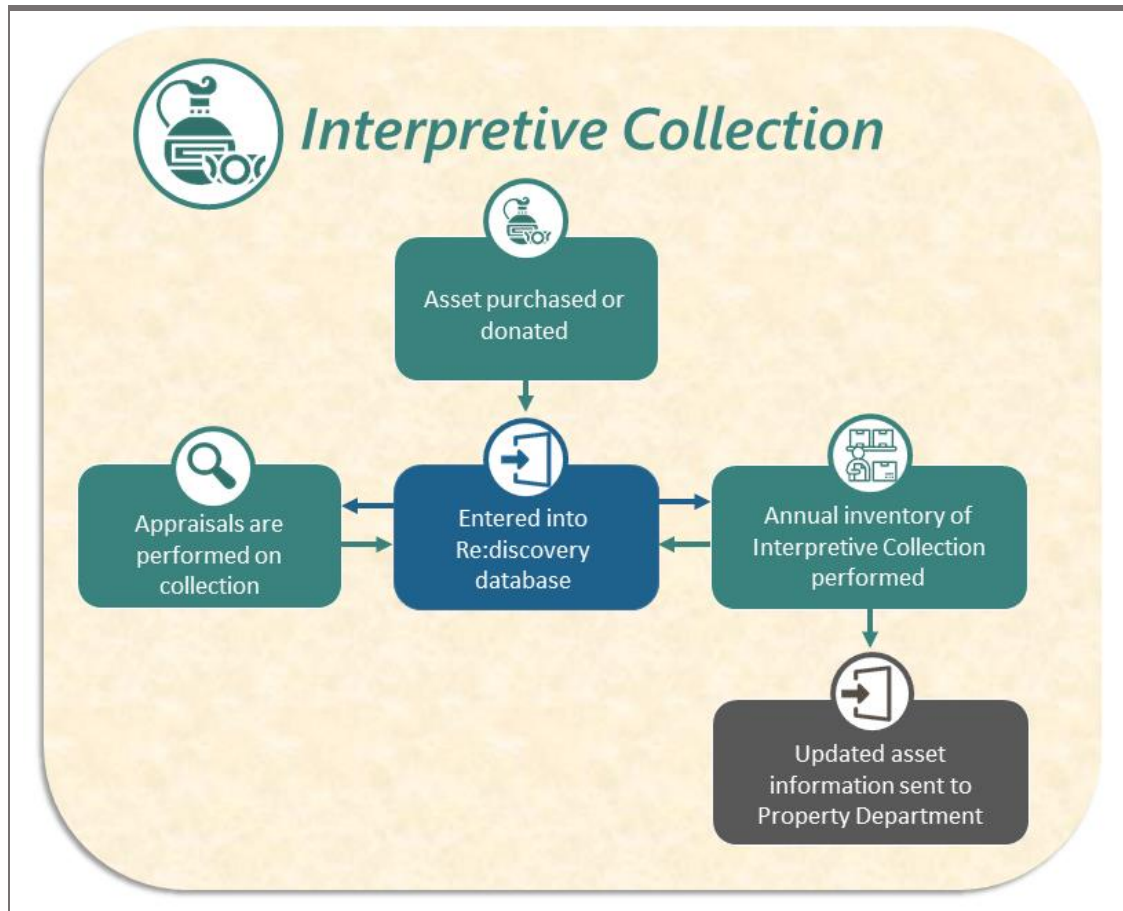 Interpretive Collection
Asset purchased or
donated
Appraisals are
performed on
collection
Entered into
Re:discovery
database
Annual inventory of
Interpretive Collection
performed
Updated asset
information sent to
Property Department